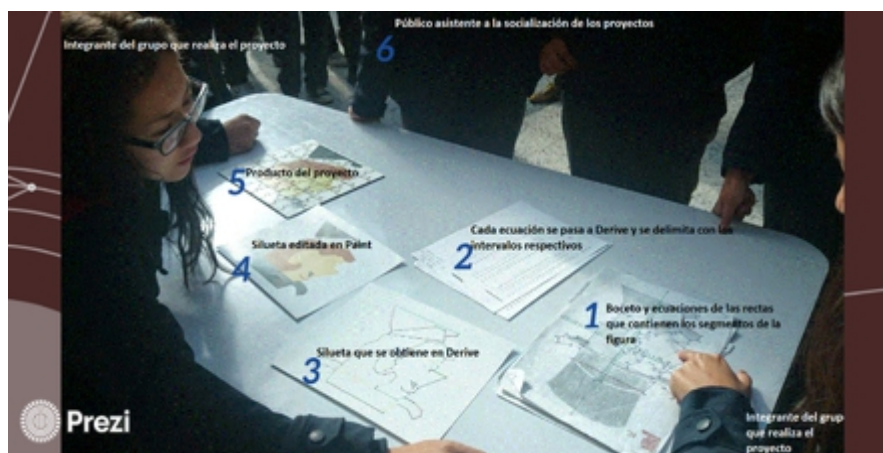 Público asistente a la socialización de los proyectos
6
Integrante del grupo que realiza el proyecto
5
Producto del proyecto
4
Silueta editada en Paint
2
Cada ecuación se pasa a Derive y se delimita con los
intervalos respectivos
1
Boceto y ecuaciones de las rectas
que contienen los segmentos de la
figura
3
Silueta que se obtiene en Derive
Integrante del grup
que realiza el
proyecto
Prezi